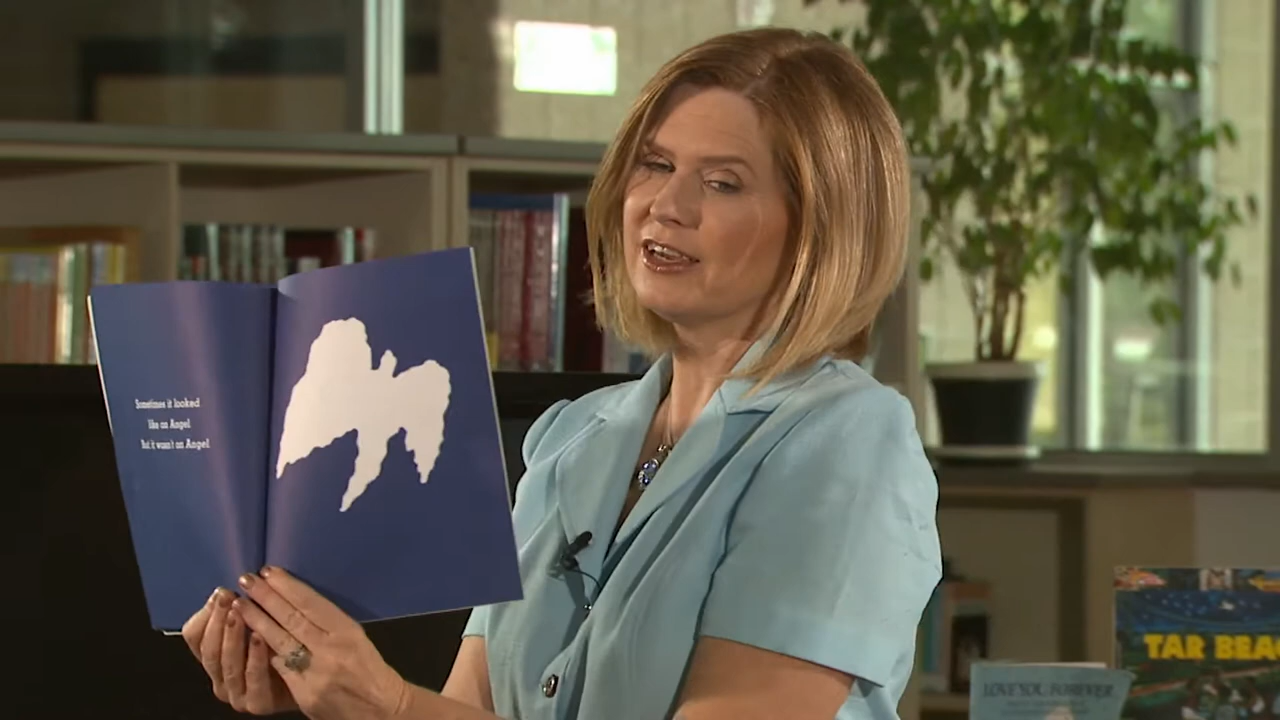 Sometimes it looked
like an Angel
But it wasn't an Angel
TAR BEAC
LOVE YOU FOREVER